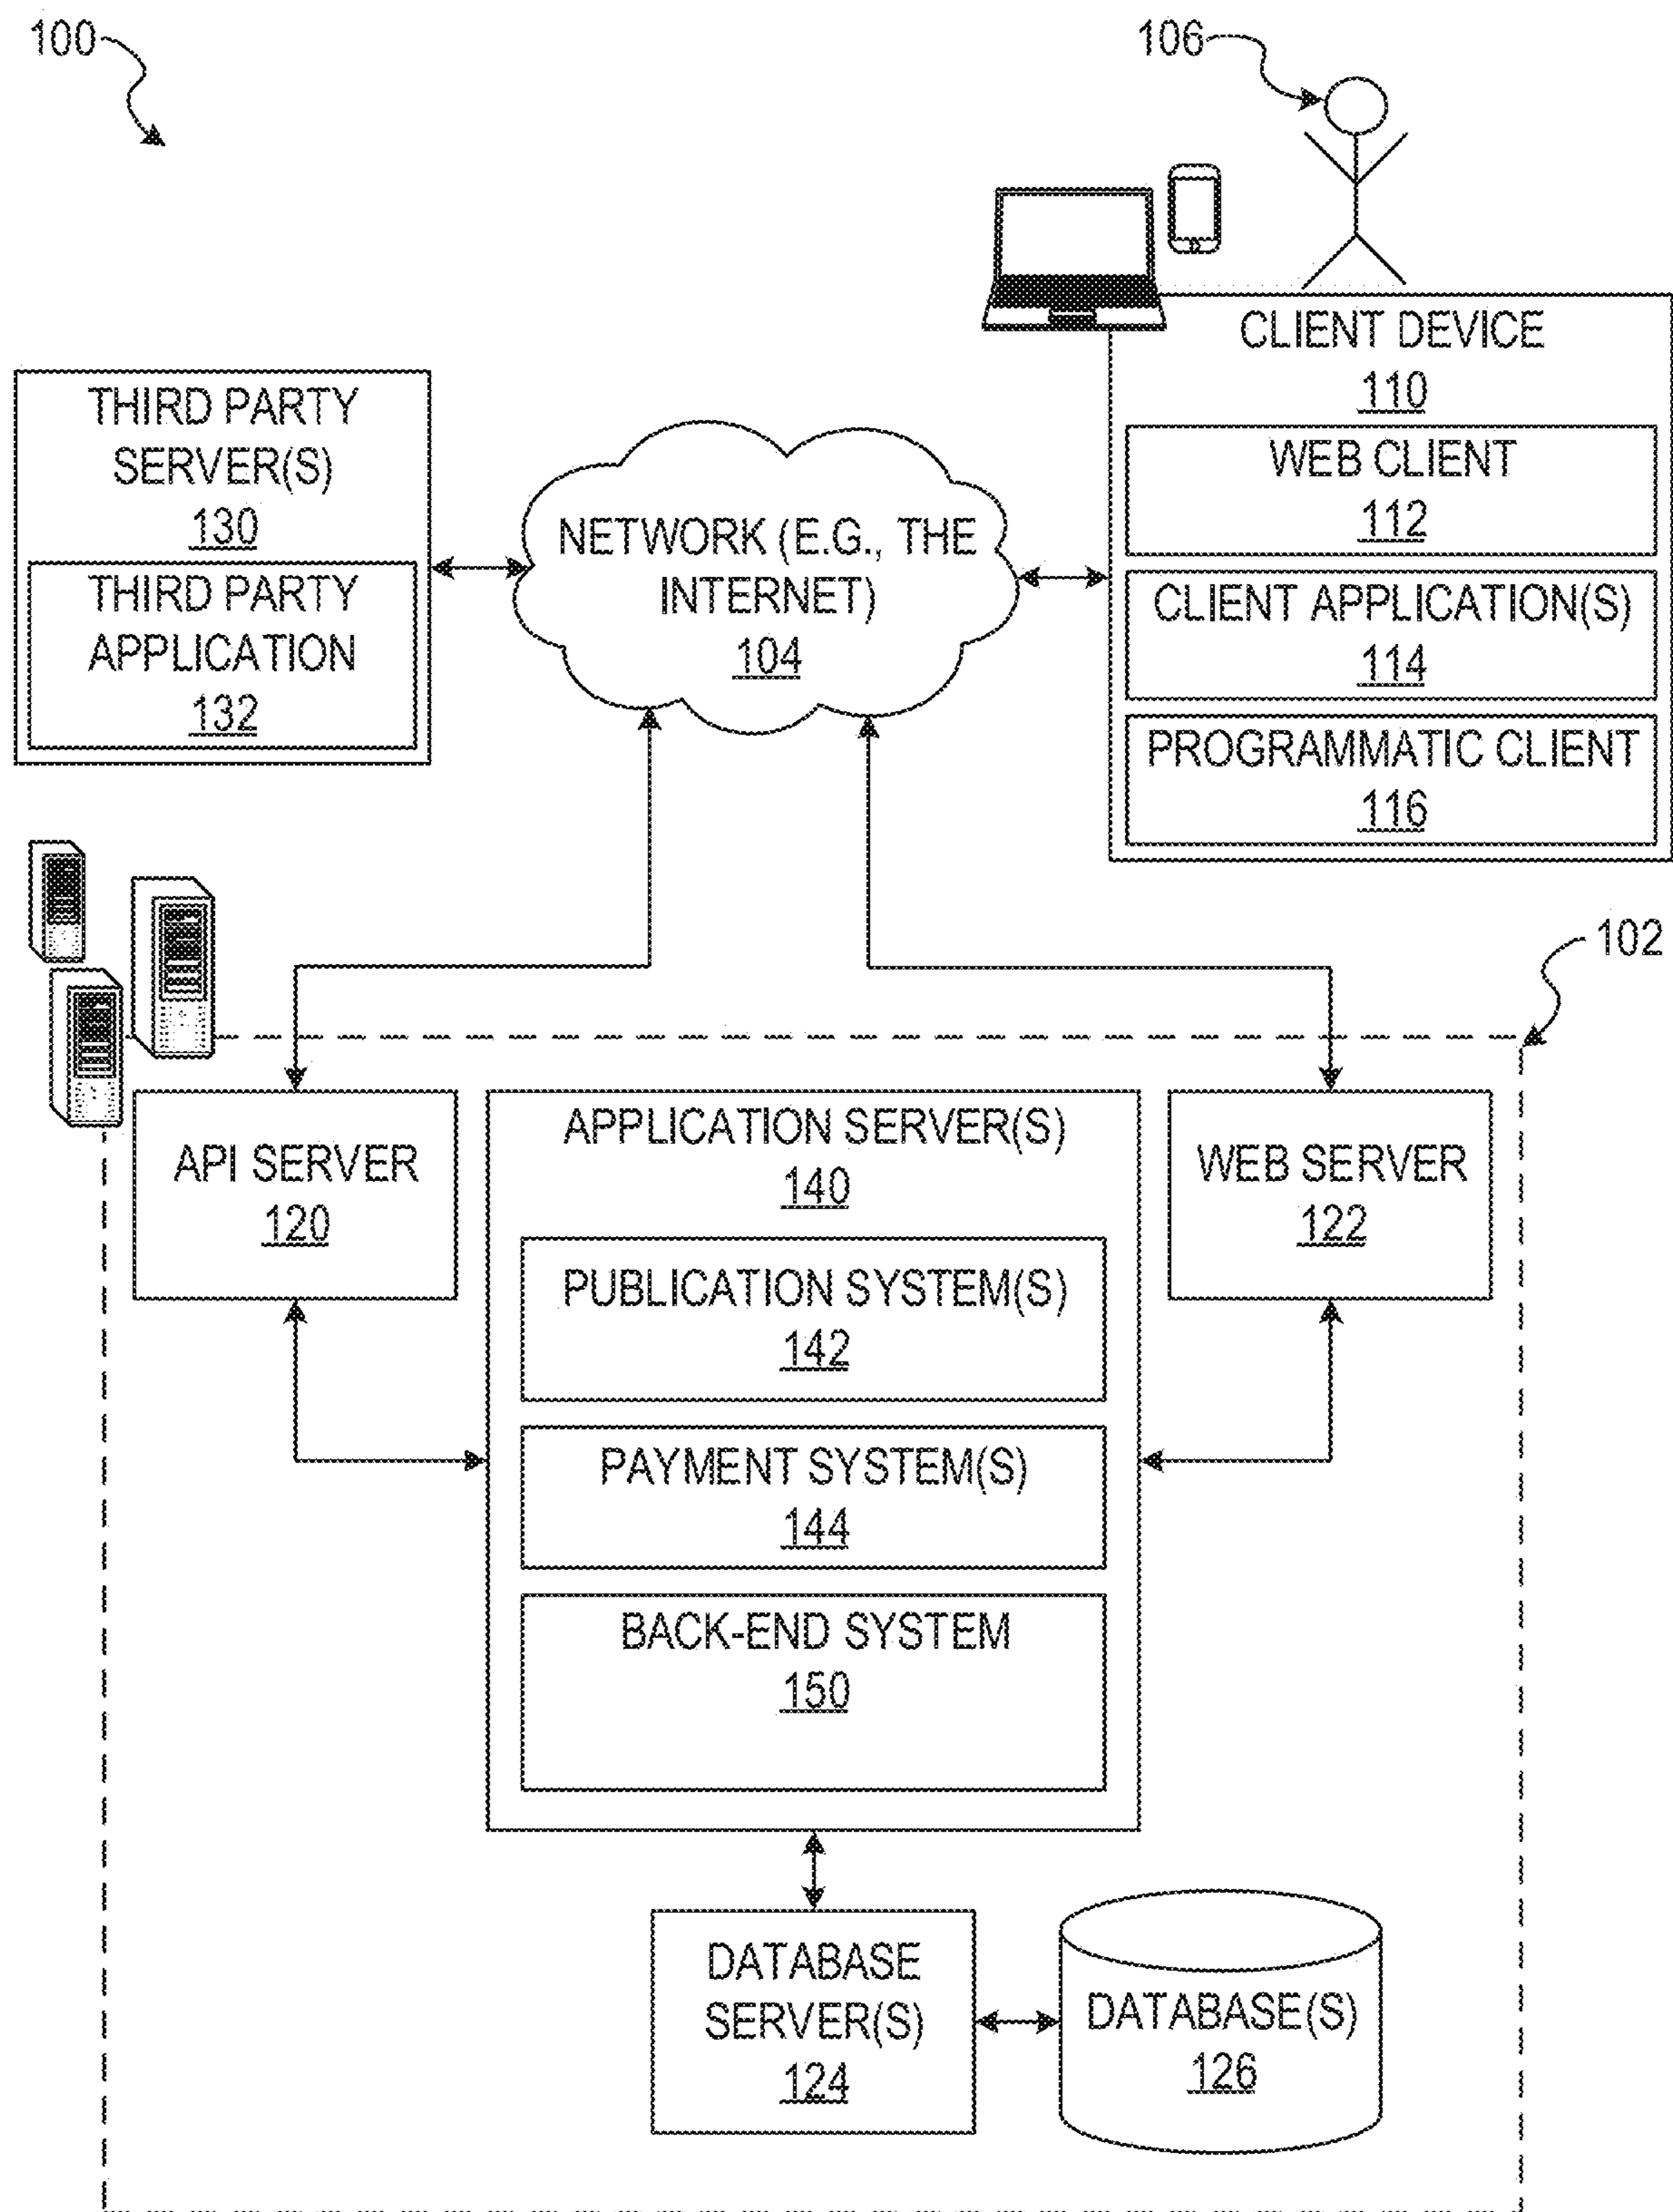 100
106
CLIENT DEVICE
110
WEB CLIENT
112
CLIENT APPLICATION(S)
114
PROGRAMMATIC CLIENT
116
THIRD PARTY
SERVER(S)
130
THIRD PARTY
APPLICATION
132
NETWORK (E.G., THE
INTERNET)
104
102
API SERVER
120
APPLICATION SERVER(S)
140
PUBLICATION SYSTEM(S)
142
PAYMENT SYSTEM(S)
144
BACK-END SYSTEM
150
WEB SERVER
122
DATABASE
SERVER(S)
124
DATABASE(S)
126